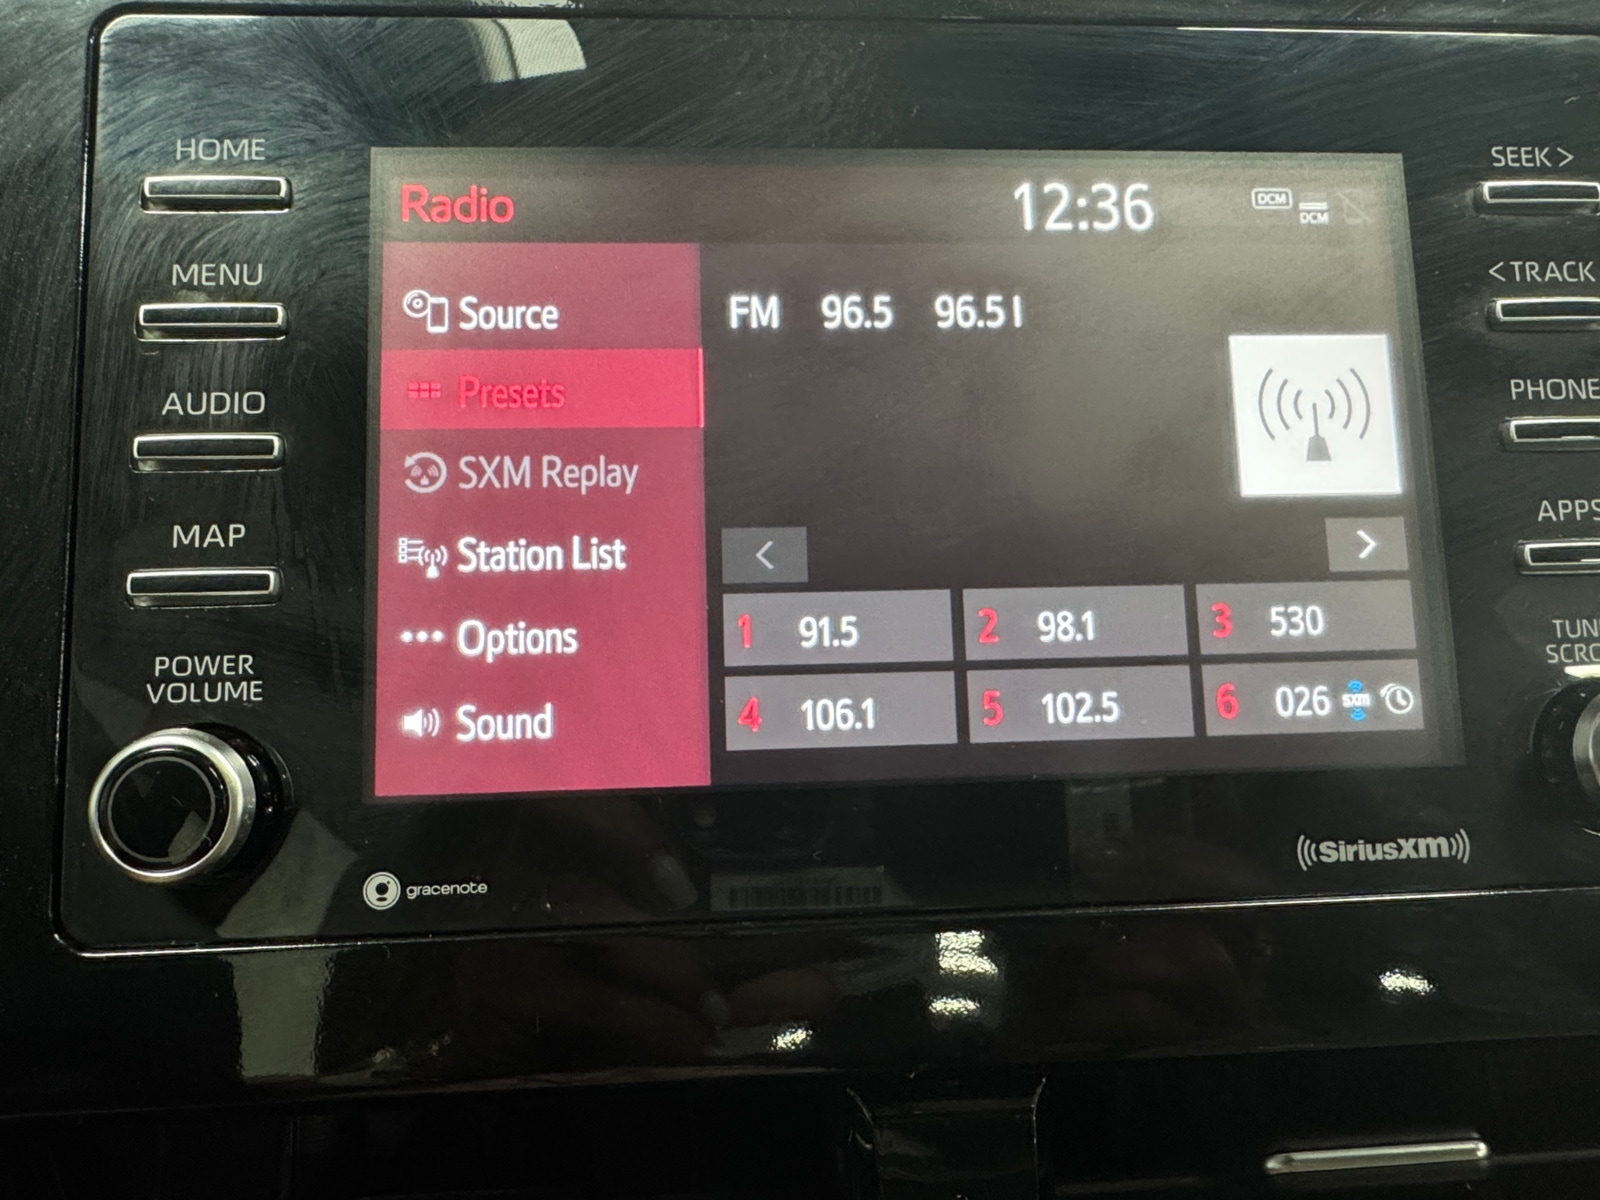 HOME
MENU
AUDIO
MAP
POWER
VOLUME
Radio
12:36
DCM
DCM
Source
Presets
SXM Replay
Station List
Options
Sound
FM 96.5 96.5 I
<
>
1 91.5
2 98.1
3 530
4 106.1
5 102.5
6 026 sxm
SEEK >
< TRACK
PHONE
APPS
TUN
SCRO
gracenote
SiriusXM